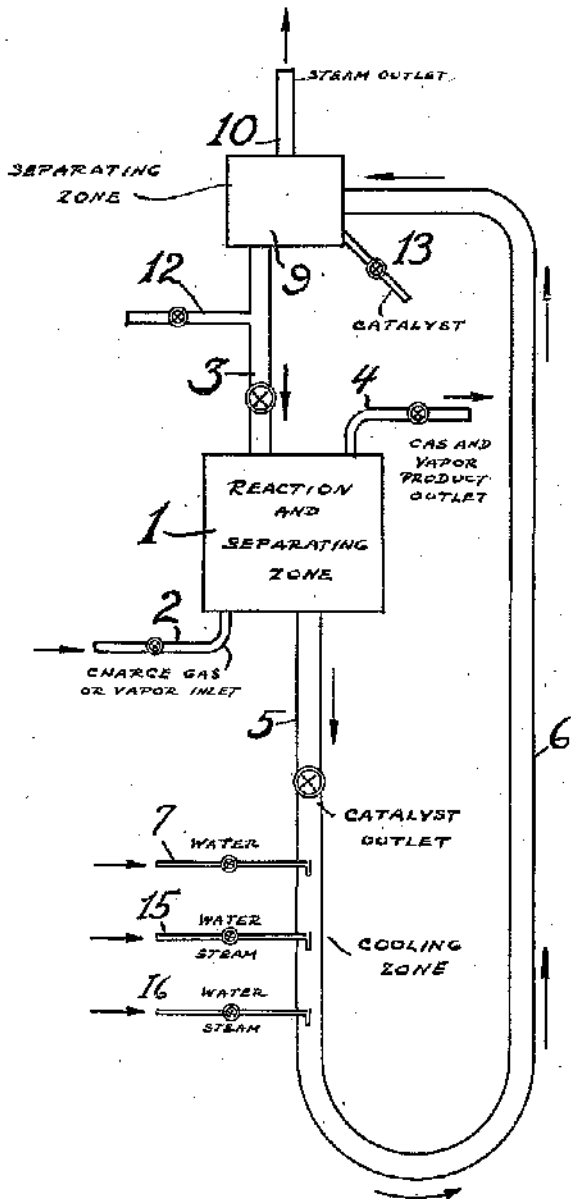 STEAM OUTLET
10
SEPARATING
ZONE
9
13
CATALYST
12
3
4
GAS AND
VAPOR
PRODUCT
OUTLET
REACTION
AND
SEPARATING
ZONE
1
2
CHARGE GAS
OR VAPOR INLET
5
6
CATALYST
OUTLET
7
WATER
15
WATER
STEAM
COOLING
ZONE
16
WATER
STEAM